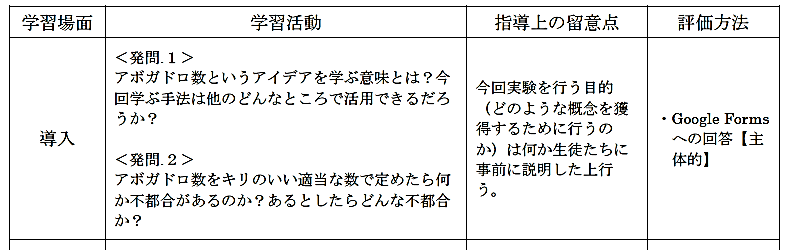 学習場面
学習活動
指導上の留意点
評価方法
導入
＜発問.１＞
アボガドロ数というアイデアを学ぶ意味とは？今
回学ぶ手法は他のどんなところで活用できるだろ
うか？
＜発問.２＞
アボガドロ数をキリのいい適当な数で定めたら何
か不都合があるのか？あるとしたらどんな不都合
か？
今回実験を行う目的
（どのような概念を獲
得するために行うの
か）は何か生徒たちに
事前に説明した上行
う。
・Google Forms
への回答【主
体的】